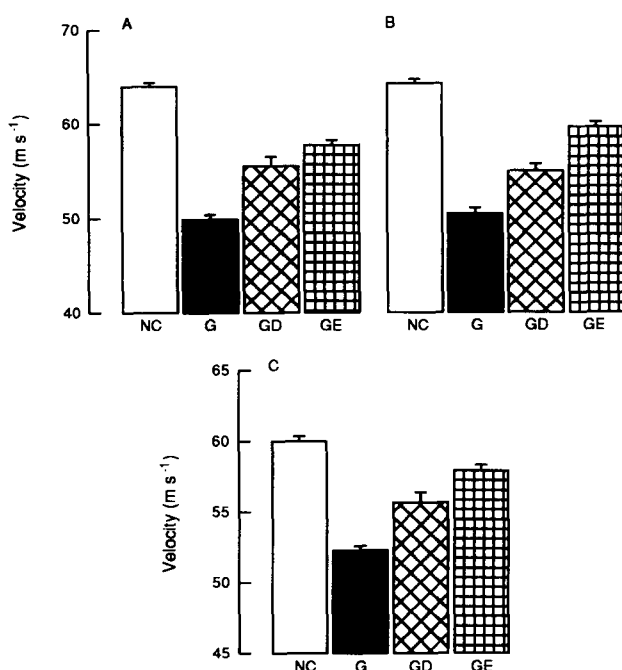 A
B
70
60
50
40
Velocity (m s⁻¹)
NC G GD GE
NC G GD GE
C
65
60
55
50
45
Velocity (m s⁻¹)
NC G GD GE